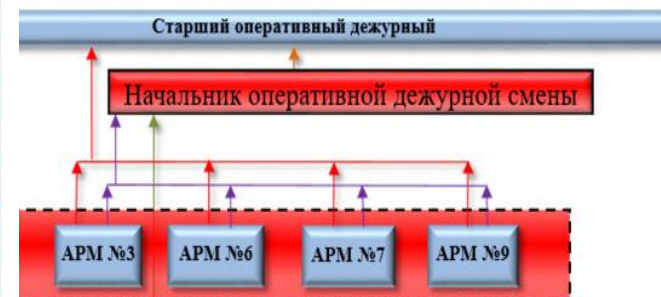 Старший оперативный дежурный
Начальник оперативной дежурной смены
АРМ №3 АРМ №6 АРМ №7 АРМ №9